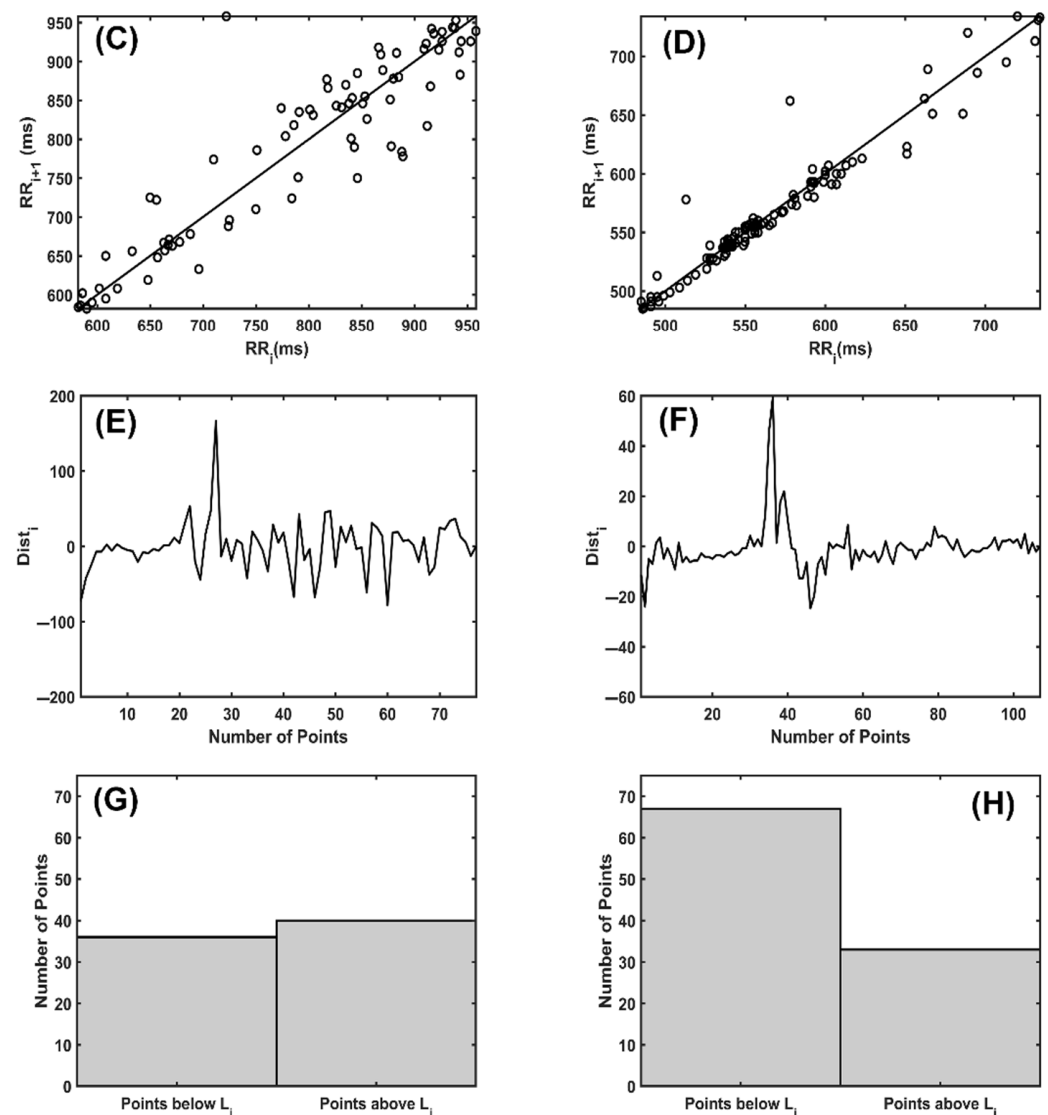 (C)
950
900
850
800
750
700
650
600
RRi+1 (ms)
600 650 700 750 800 850 900 950
RRi(ms)
(D)
700
650
600
550
500
RRi+1 (ms)
500 550 600 650 700
RRi(ms)
(E)
200
100
0
—100
—200
Disti
10 20 30 40 50 60 70
Number of Points
(F)
60
40
20
0
—20
—40
—60
Disti
20 40 60 80 100
Number of Points
(G)
70
60
50
40
30
20
10
0
Number of Points
Points below Li Points above Li
(H)
70
60
50
40
30
20
10
0
Number of Points
Points below Li Points above Li